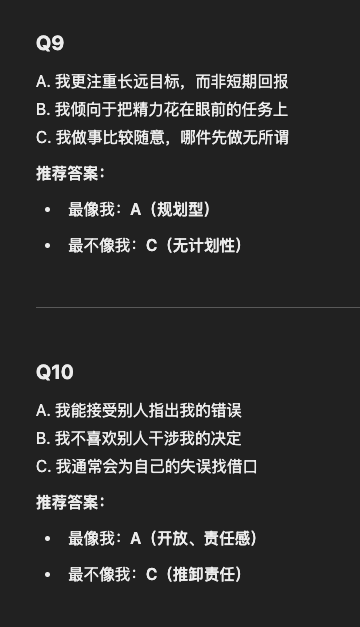 Q9
A. 我更注重长远目标，而非短期回报
B. 我倾向于把精力花在眼前的任务上
C. 我做事比较随意，哪件先做无所谓
推荐答案：
• 最像我：A（规划型）
• 最不像我：C（无计划性）
Q10
A. 我能接受别人指出我的错误
B. 我不喜欢别人干涉我的决定
C. 我通常会为自己的失误找借口
推荐答案：
• 最像我：A（开放、责任感）
• 最不像我：C（推卸责任）